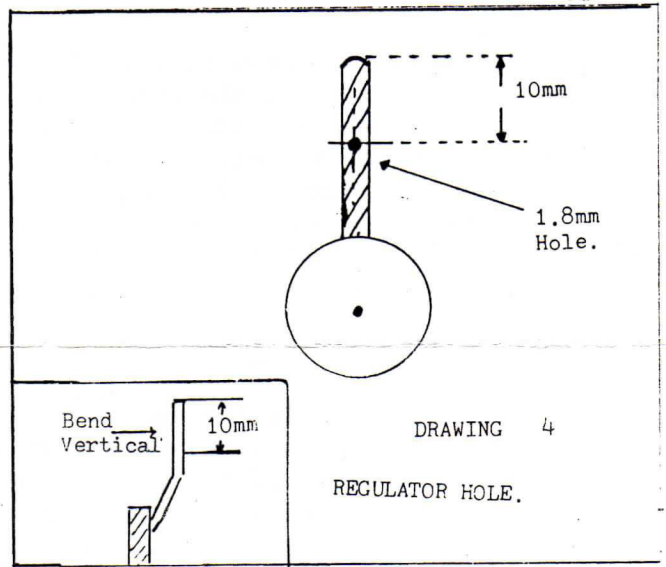 10mm
1.8mm
Hole.
Bend
Vertical
10mm
DRAWING 4
REGULATOR HOLE.